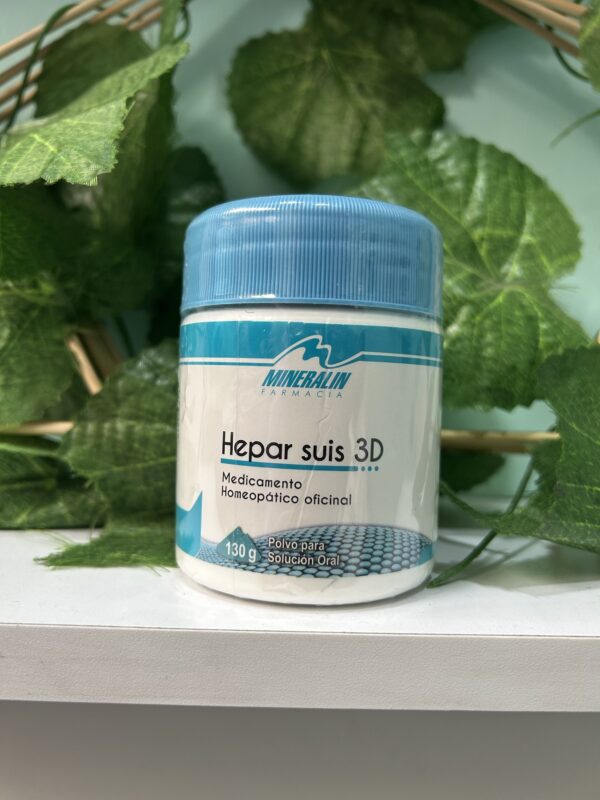 MINERALIN
FARMACIA
Hepar suis 3D
Medicamento
Homeopático oficinal
130 g
Polvo para
Solución Oral